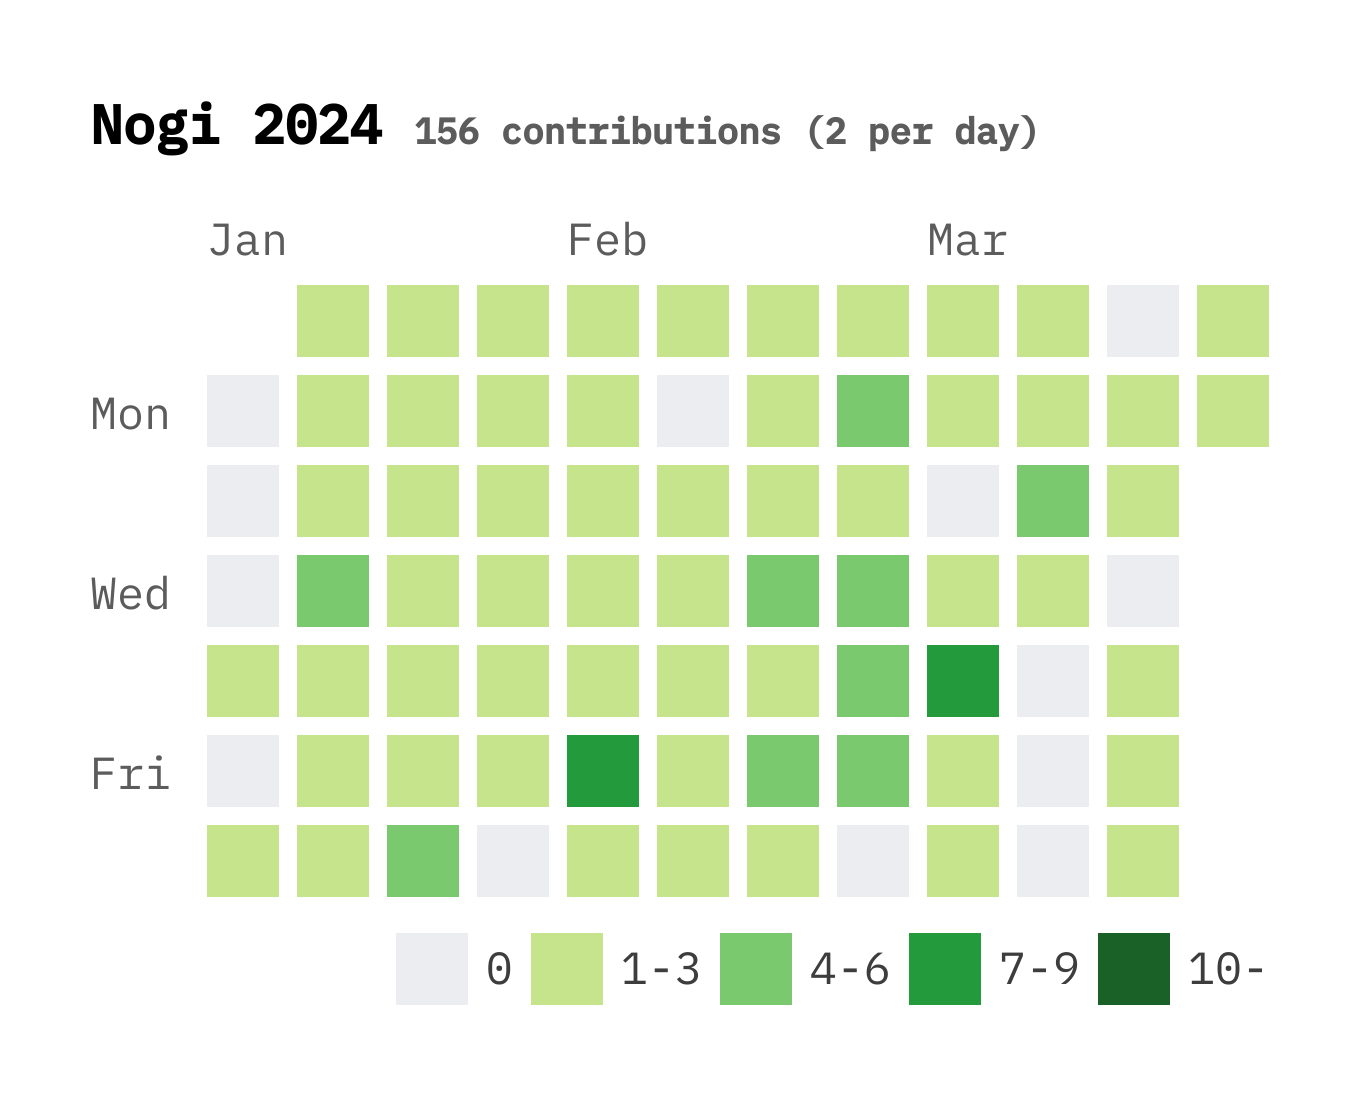 Nogi 2024 156 contributions (2 per day)
Jan Feb Mar
Mon
Wed
Fri
0 1-3 4-6 7-9 10-